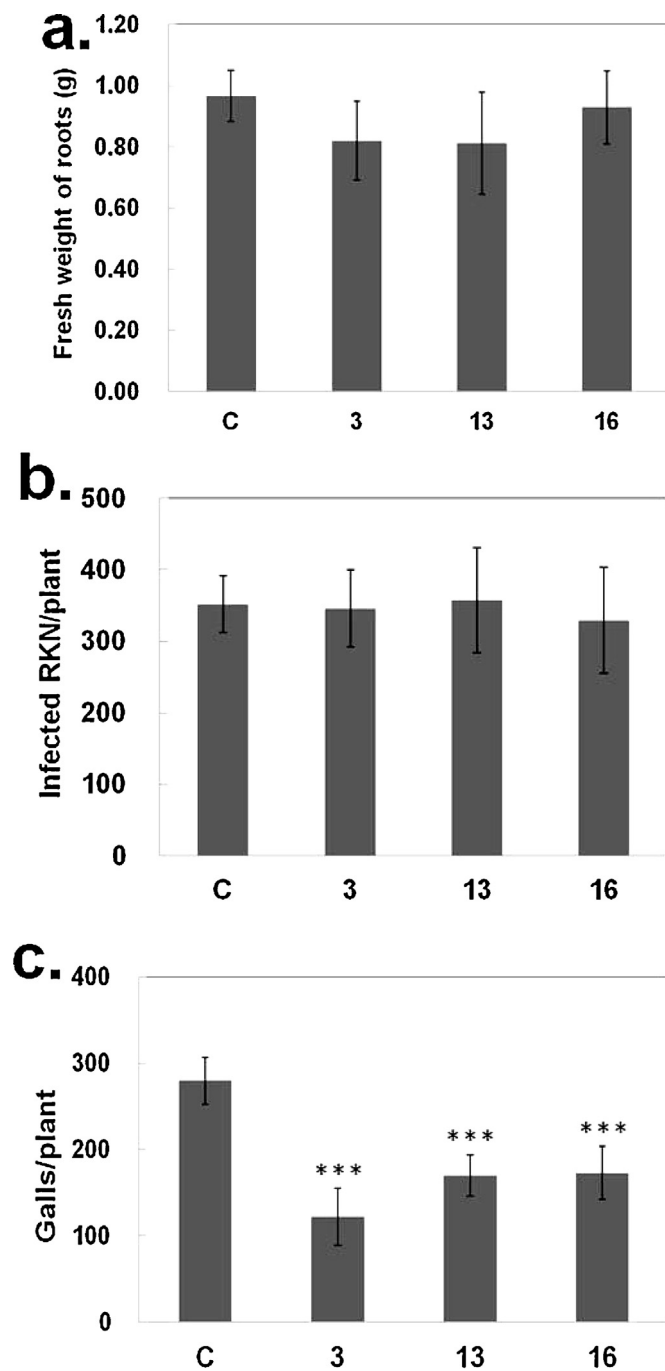 a.
Fresh weight of roots (g)
1.20
1.00
0.80
0.60
0.40
0.20
0.00
C 3 13 16
b.
Infected RKN/plant
500
400
300
200
100
0
C 3 13 16
c.
Galls/plant
400
300
200
100
0
*** *** ***
C 3 13 16